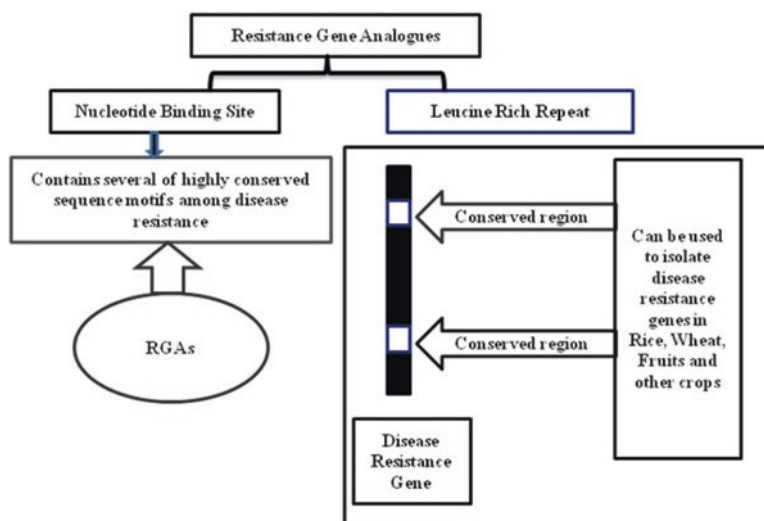 Resistance Gene Analogues
Nucleotide Binding Site
Leucine Rich Repeat
Contains several of highly conserved
sequence motifs among disease
resistance
RGAs
Conserved region
Conserved region
Can be used
to isolate
disease
resistance
genes in
Rice, Wheat,
Fruits and
other crops
Disease
Resistance
Gene